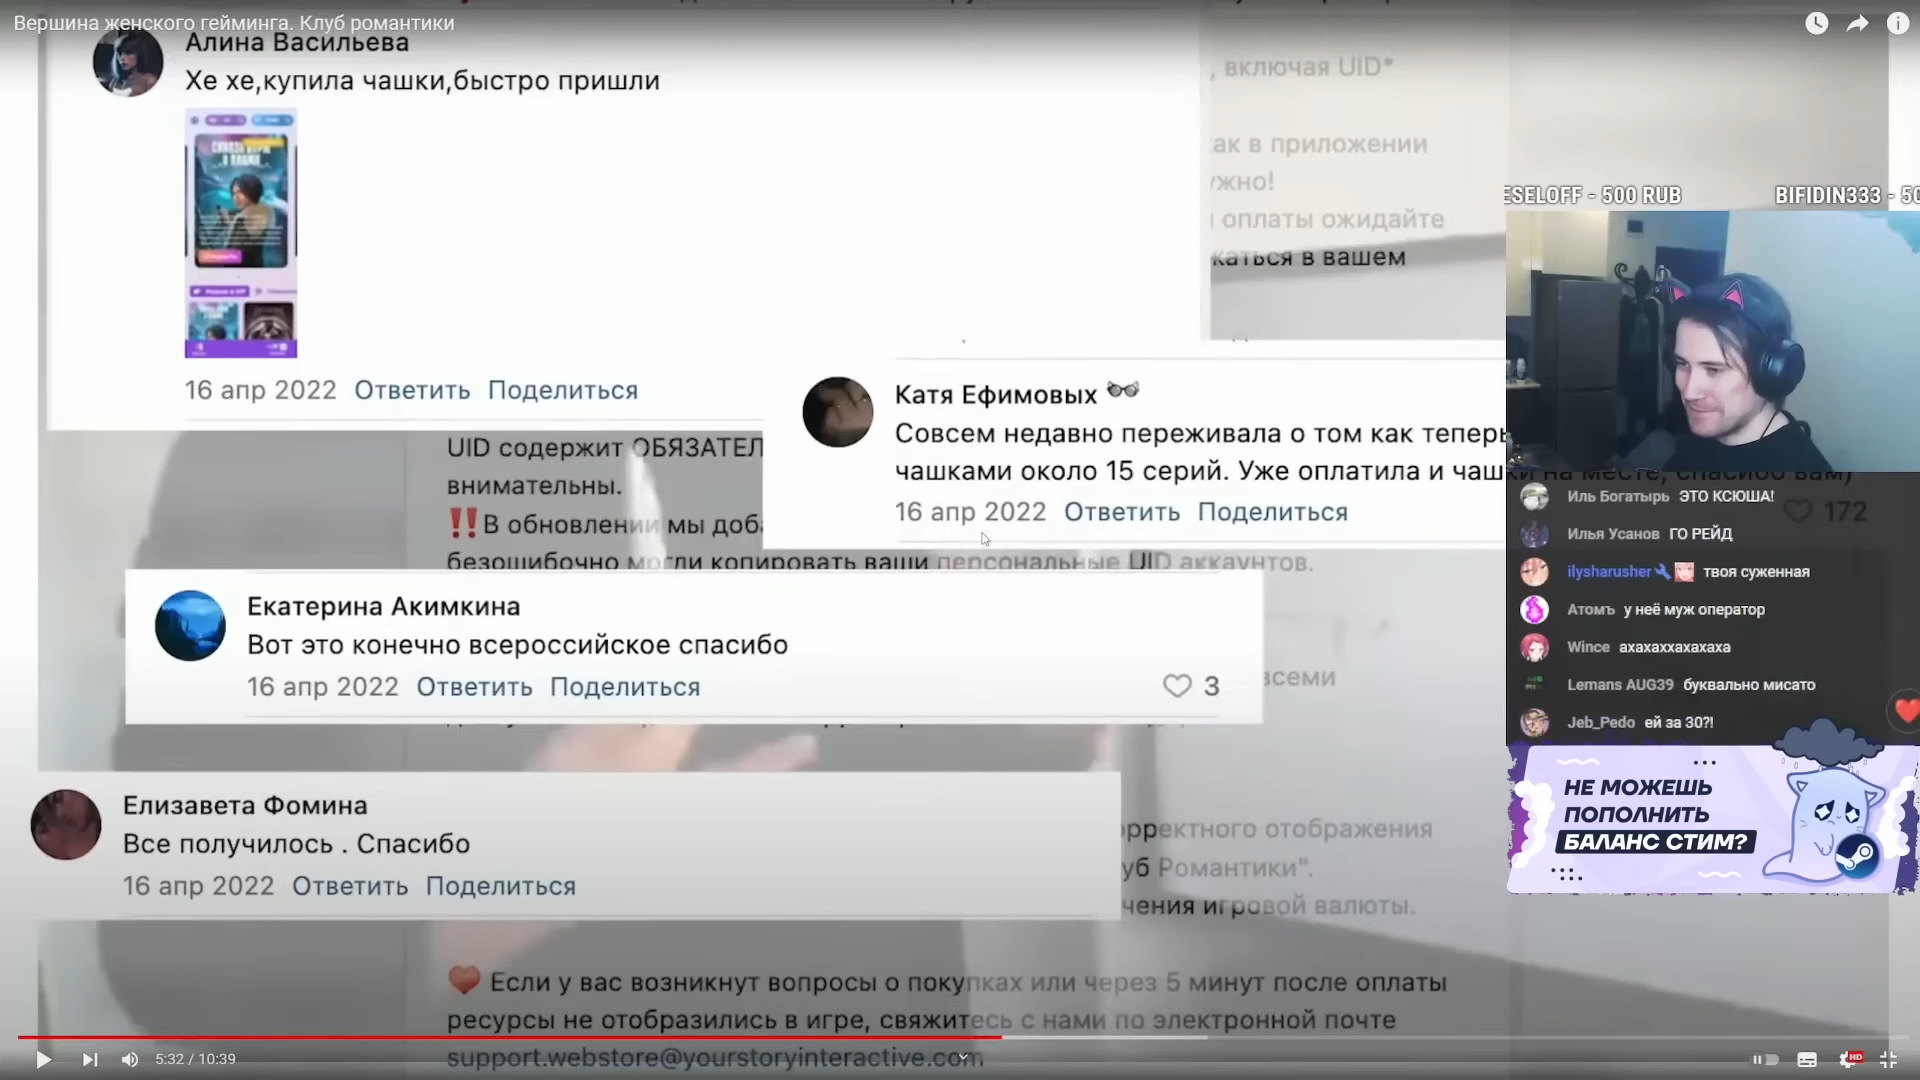 Вершина женского гейминга. Клуб романтики
Алина Васильева
Хе хе,купила чашки,быстро пришли
16 апр 2022 Ответить Поделиться
, включая UID*
как в приложении
ужно!
оплаты ожидайте
жаться в вашем
ESELOFF - 500 RUB BIFIDIN333 - 50
Катя Ефимовых
Совсем недавно переживала о том как теперь
чашками около 15 серий. Уже оплатила и чашки на месте, спасибо вам)
16 апр 2022 Ответить Поделиться
172
UID содержит ОБЯЗАТЕЛ
внимательны.
‼️В обновлении мы доба
безошибочно могли копировать ваши персональные UID аккаунтов.
Екатерина Акимкина
Вот это конечно всероссийское спасибо
16 апр 2022 Ответить Поделиться
3
всеми
Елизавета Фомина
Все получилось . Спасибо
16 апр 2022 Ответить Поделиться
орректного отображения
уб Романтики".
чения игровой валюты.
Если у вас возникнут вопросы о покупках или через 5 минут после оплаты
ресурсы не отобразились в игре, свяжитесь с нами по электронной почте
support.webstore@yourstoryinteractive.com
Иль Богатырь ЭТО КСЮША!
Илья Усанов ГО РЕЙД
ilysharusher твоя суженная
Атомъ у неё муж оператор
Wince ахахаххахахаха
Lemans AUG39 буквально мисато
Jeb_Pedo ей за 30?!
НЕ МОЖЕШЬ
ПОПОЛНИТЬ
БАЛАНС СТИМ?
5:32 / 10:39
HD